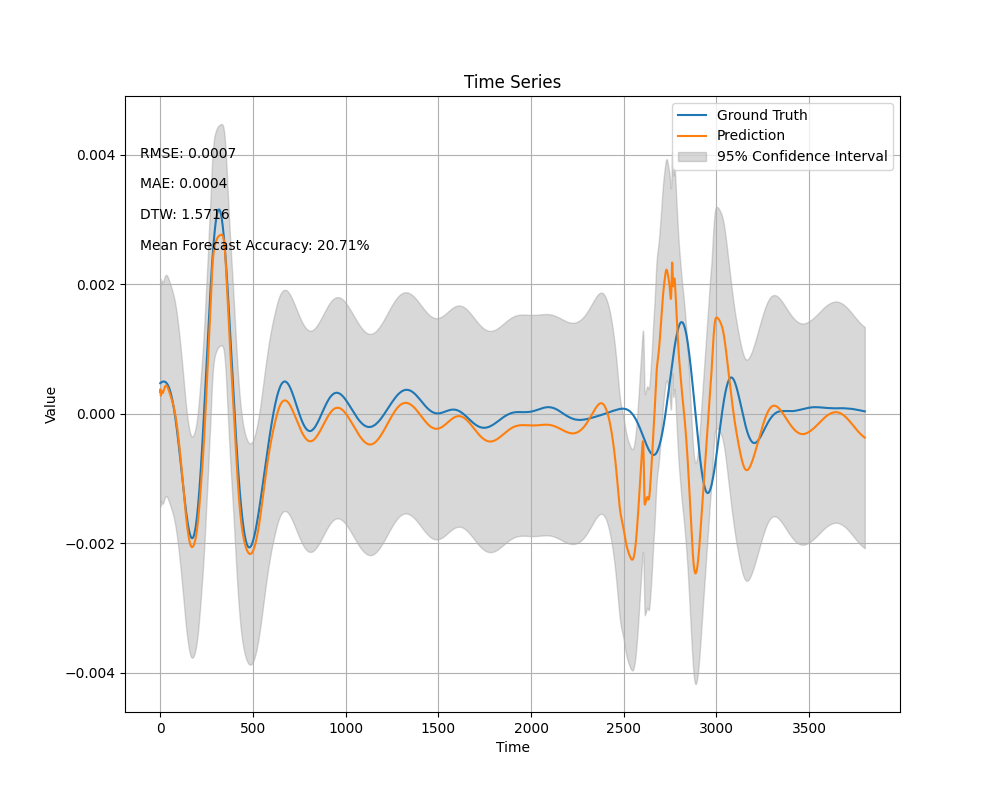 Time Series
Ground Truth
Prediction
95% Confidence Interval
RMSE: 0.0007
MAE: 0.0004
DTW: 1.5716
Mean Forecast Accuracy: 20.71%
0.004
0.002
0.000
−0.002
−0.004
Value
0 500 1000 1500 2000 2500 3000 3500
Time